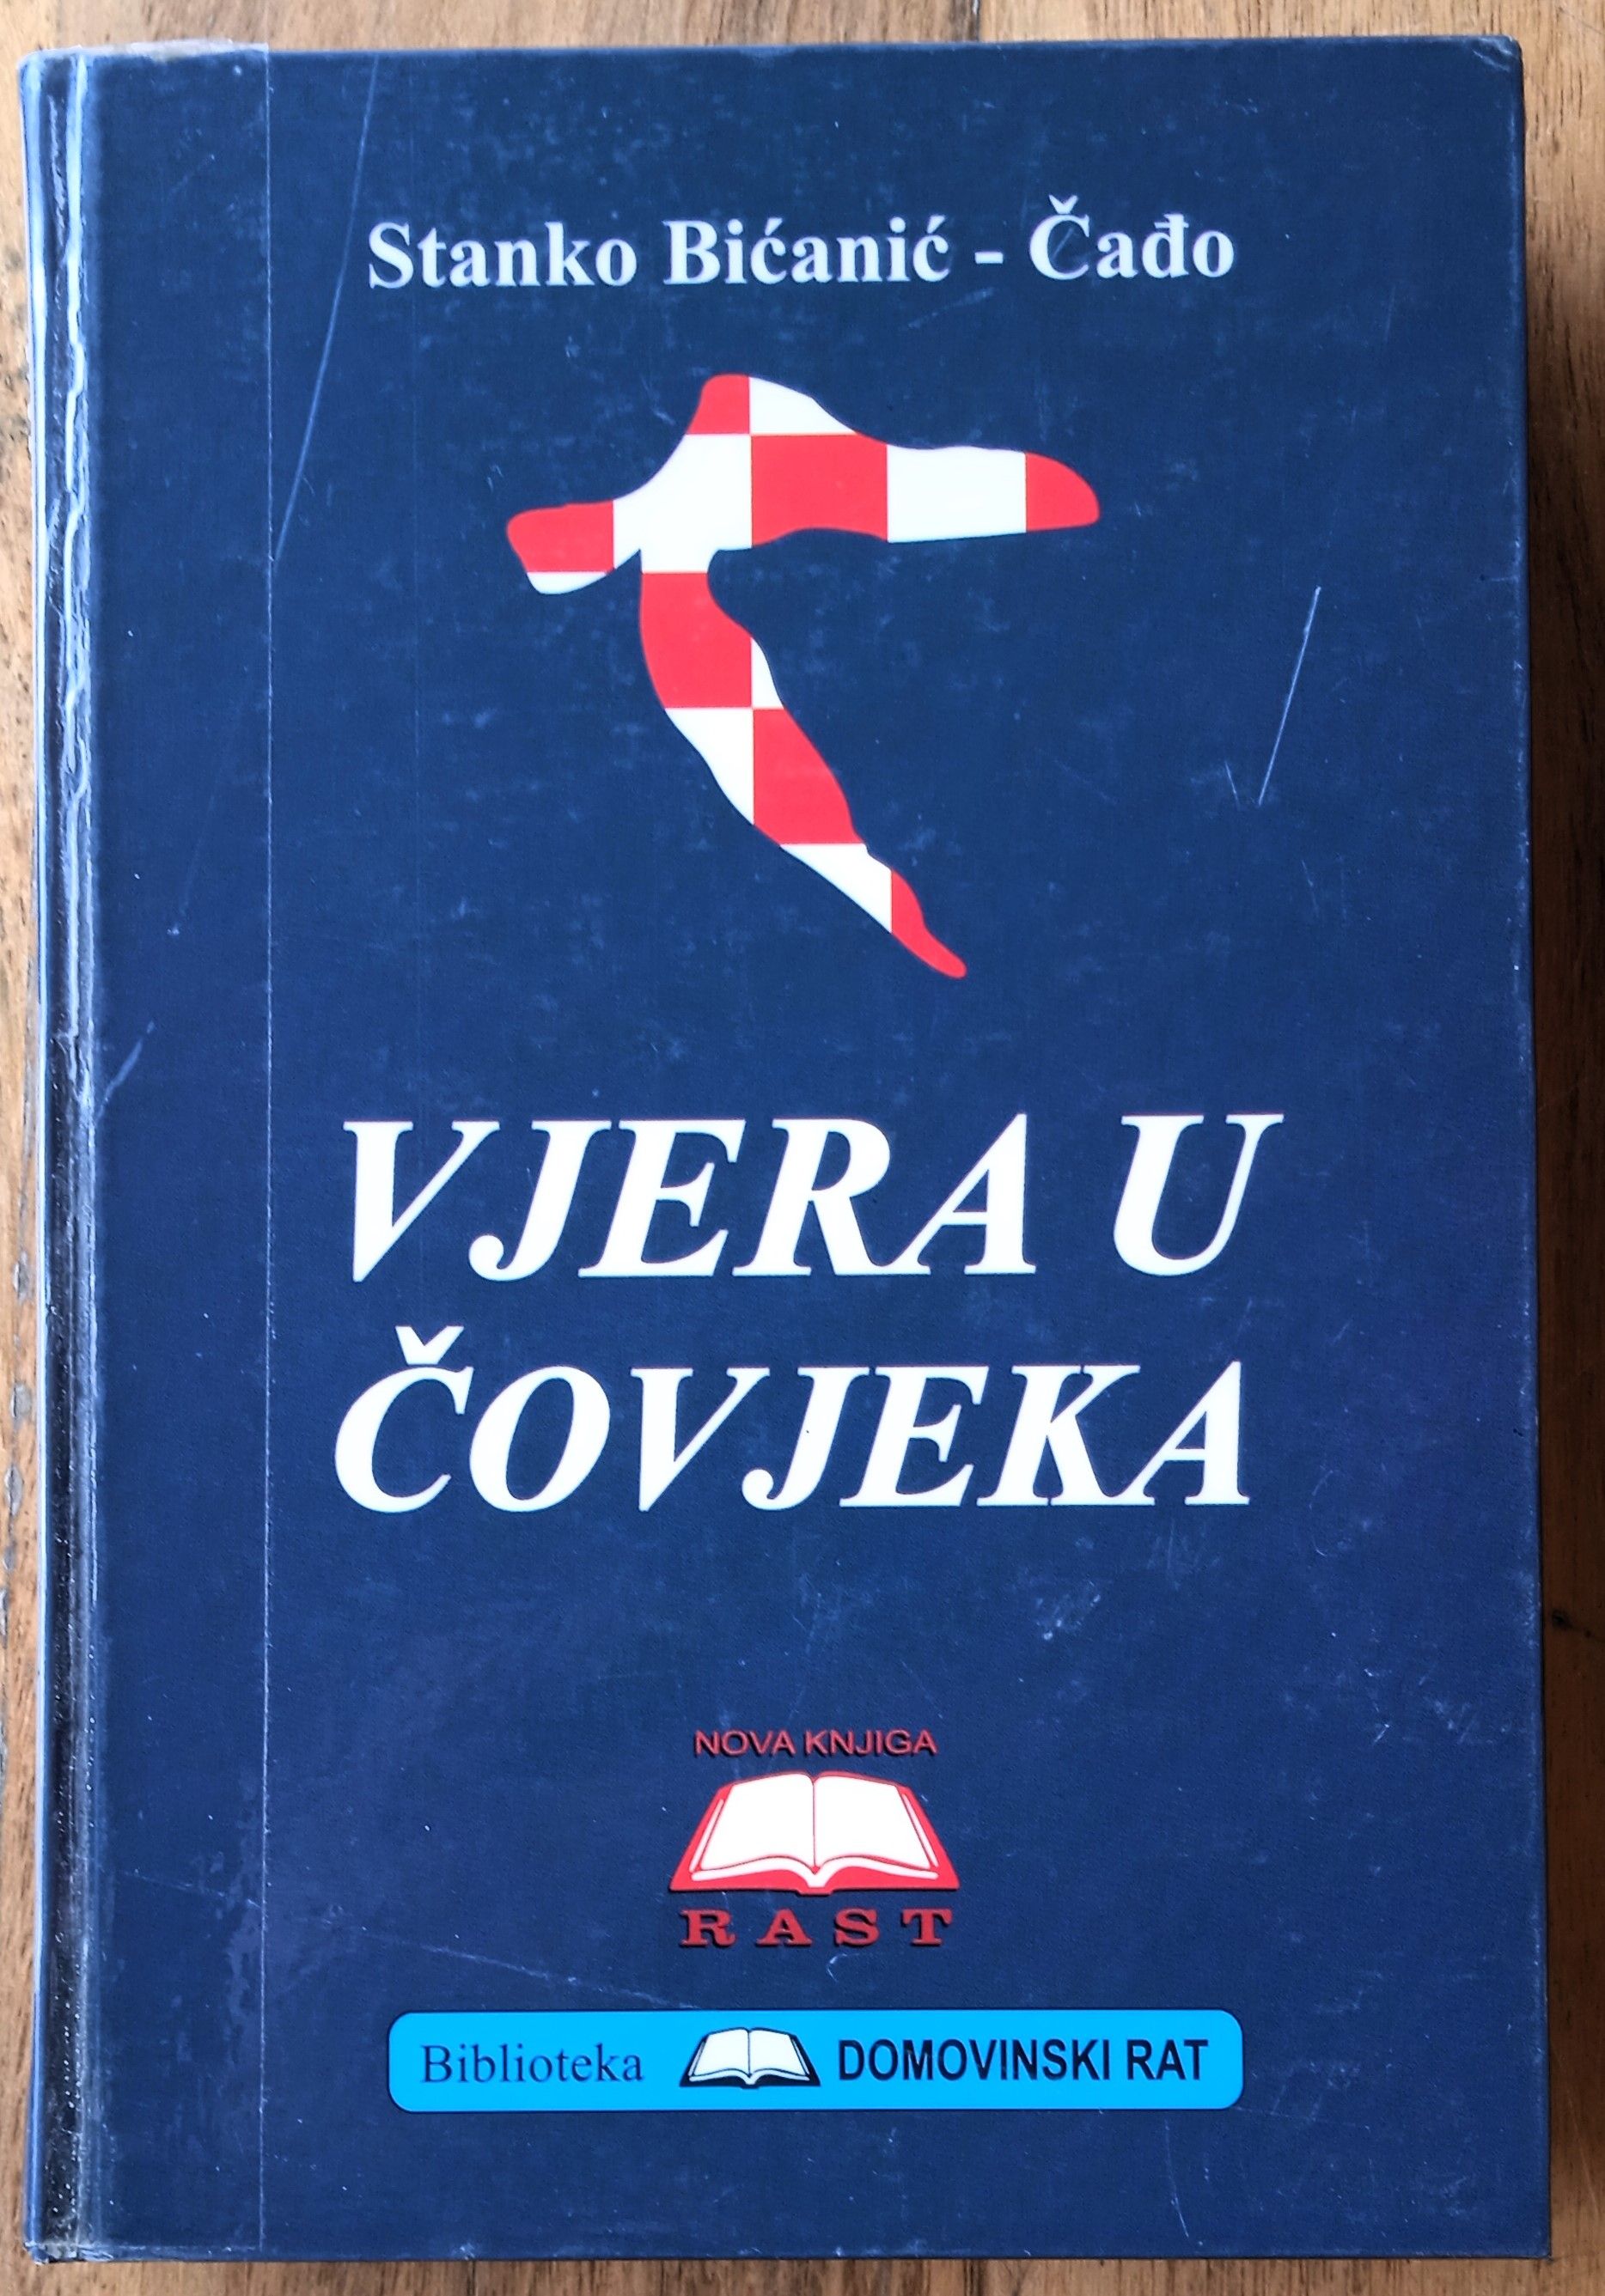 Stanko Bićanić - Čađo
VJERA U
ČOVJEKA
NOVA KNJIGA
RAST
Biblioteka DOMOVINSKI RAT